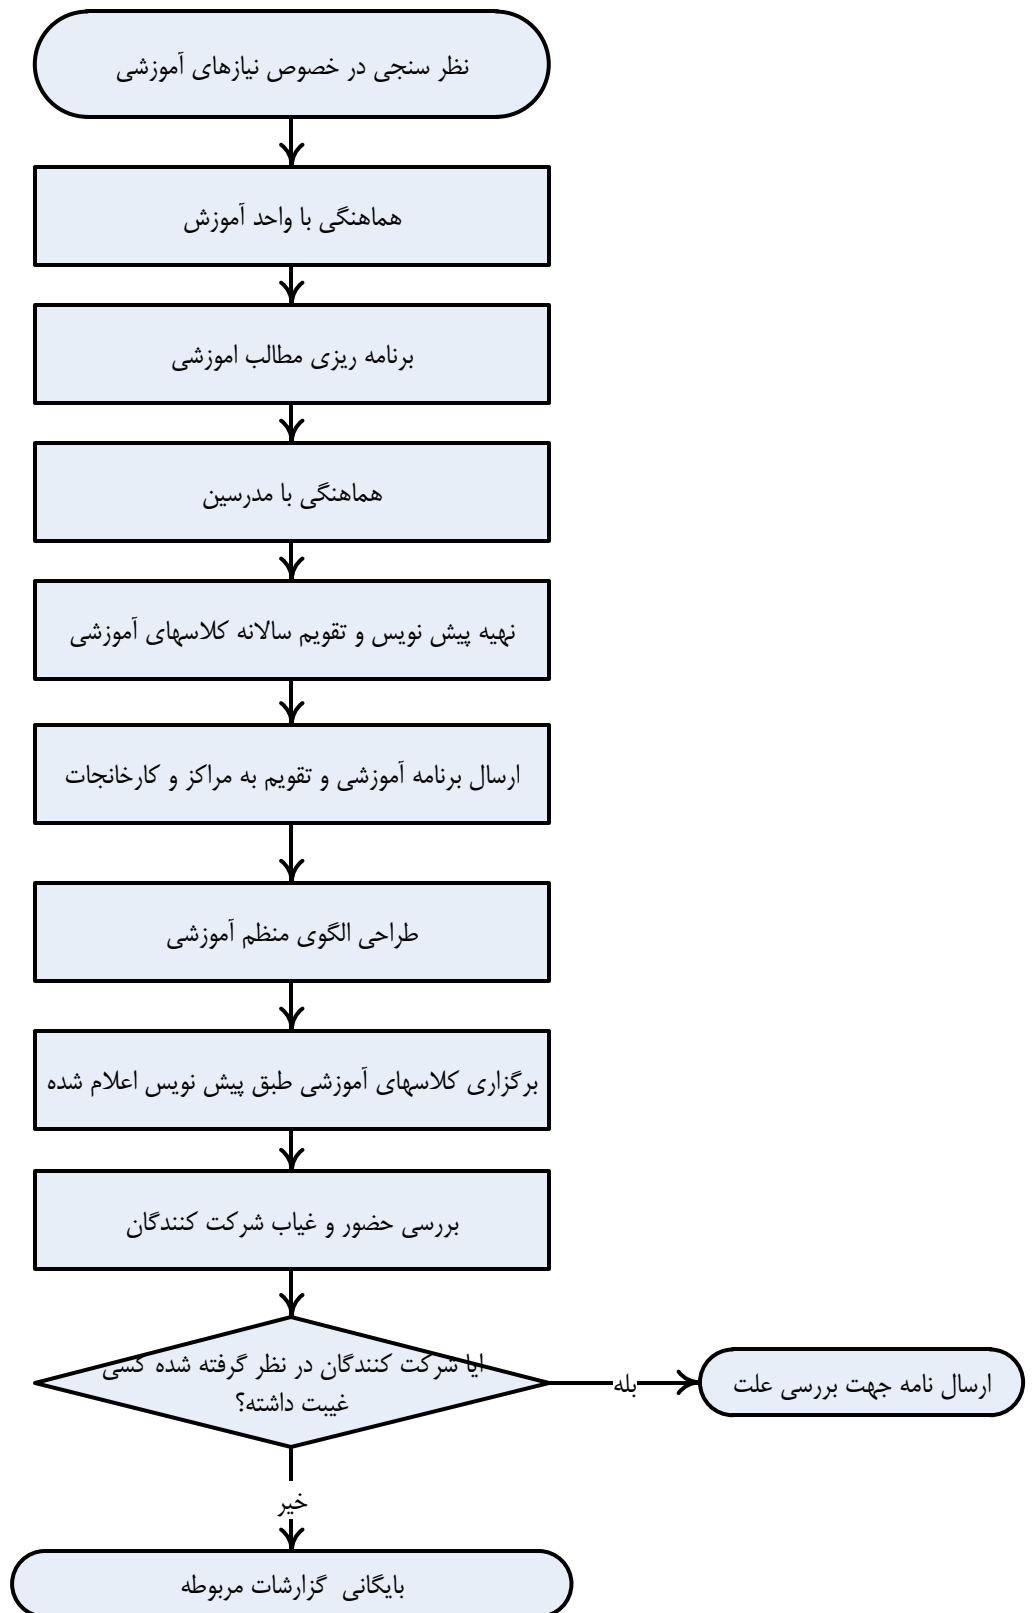 نظر سنجی در خصوص نیازهای آموزشی
هماهنگی با واحد آموزش
برنامه ریزی مطالب اموزشی
هماهنگی با مدرسین
نهیه پیش نویس و تقویم سالانه کلاسهای آموزشی
ارسال برنامه آموزشی و تقویم به مراکز و کارخانجات
طراحی الگوی منظم آموزشی
برگزاری کلاسهای آموزشی طبق پیش نویس اعلام شده
بررسی حضور و غیاب شرکت کنندگان
ایا شرکت کنندگان در نظر گرفته شده کسی
غیبت داشته؟
بله
ارسال نامه جهت بررسی علت
خیر
بایگانی گزارشات مربوطه